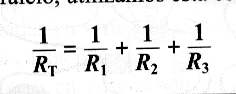 1/R_T = 1/R_1 + 1/R_2 + 1/R_3